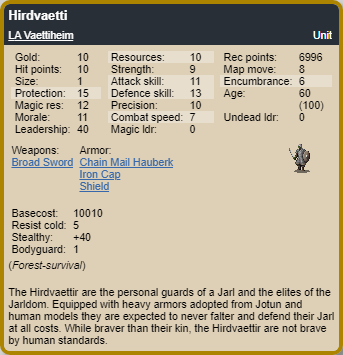 Hirdvaetti
LA Vaettiheim Unit
Gold: 10 Resources: 10 Rec points: 6996
Hit points: 10 Strength: 9 Map move: 8
Size: 1 Attack skill: 11 Encumbrance: 6
Protection: 15 Defence skill: 13 Age: 60
Magic res: 12 Precision: 10 (100)
Morale: 11 Combat speed: 7 Undead ldr: 0
Leadership: 40 Magic ldr: 0
Weapons: Armor:
Broad Sword Chain Mail Hauberk
Iron Cap
Shield
Basecost: 10010
Resist cold: 5
Stealthy: +40
Bodyguard: 1
(Forest-survival)
The Hirdvaettir are the personal guards of a Jarl and the elites of the
Jarldom. Equipped with heavy armors adopted from Jotun and
human models they are expected to never falter and defend their Jarl
at all costs. While braver than their kin, the Hirdvaettir are not brave
by human standards.